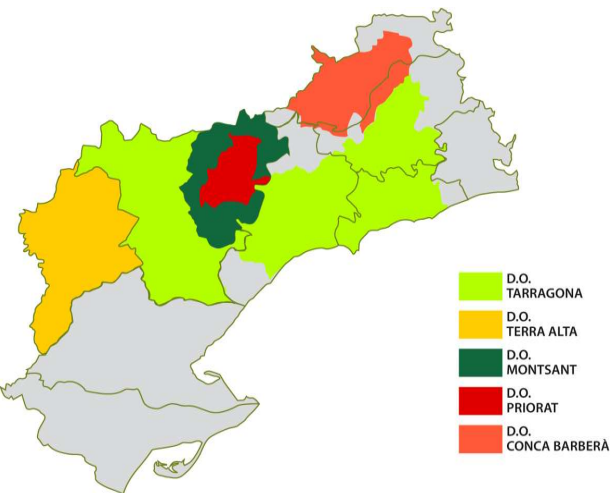 D.O.
TARRAGONA
D.O.
TERRA ALTA
D.O.
MONTSANT
D.O.
PRIORAT
D.O.
CONCA BARBERÀ